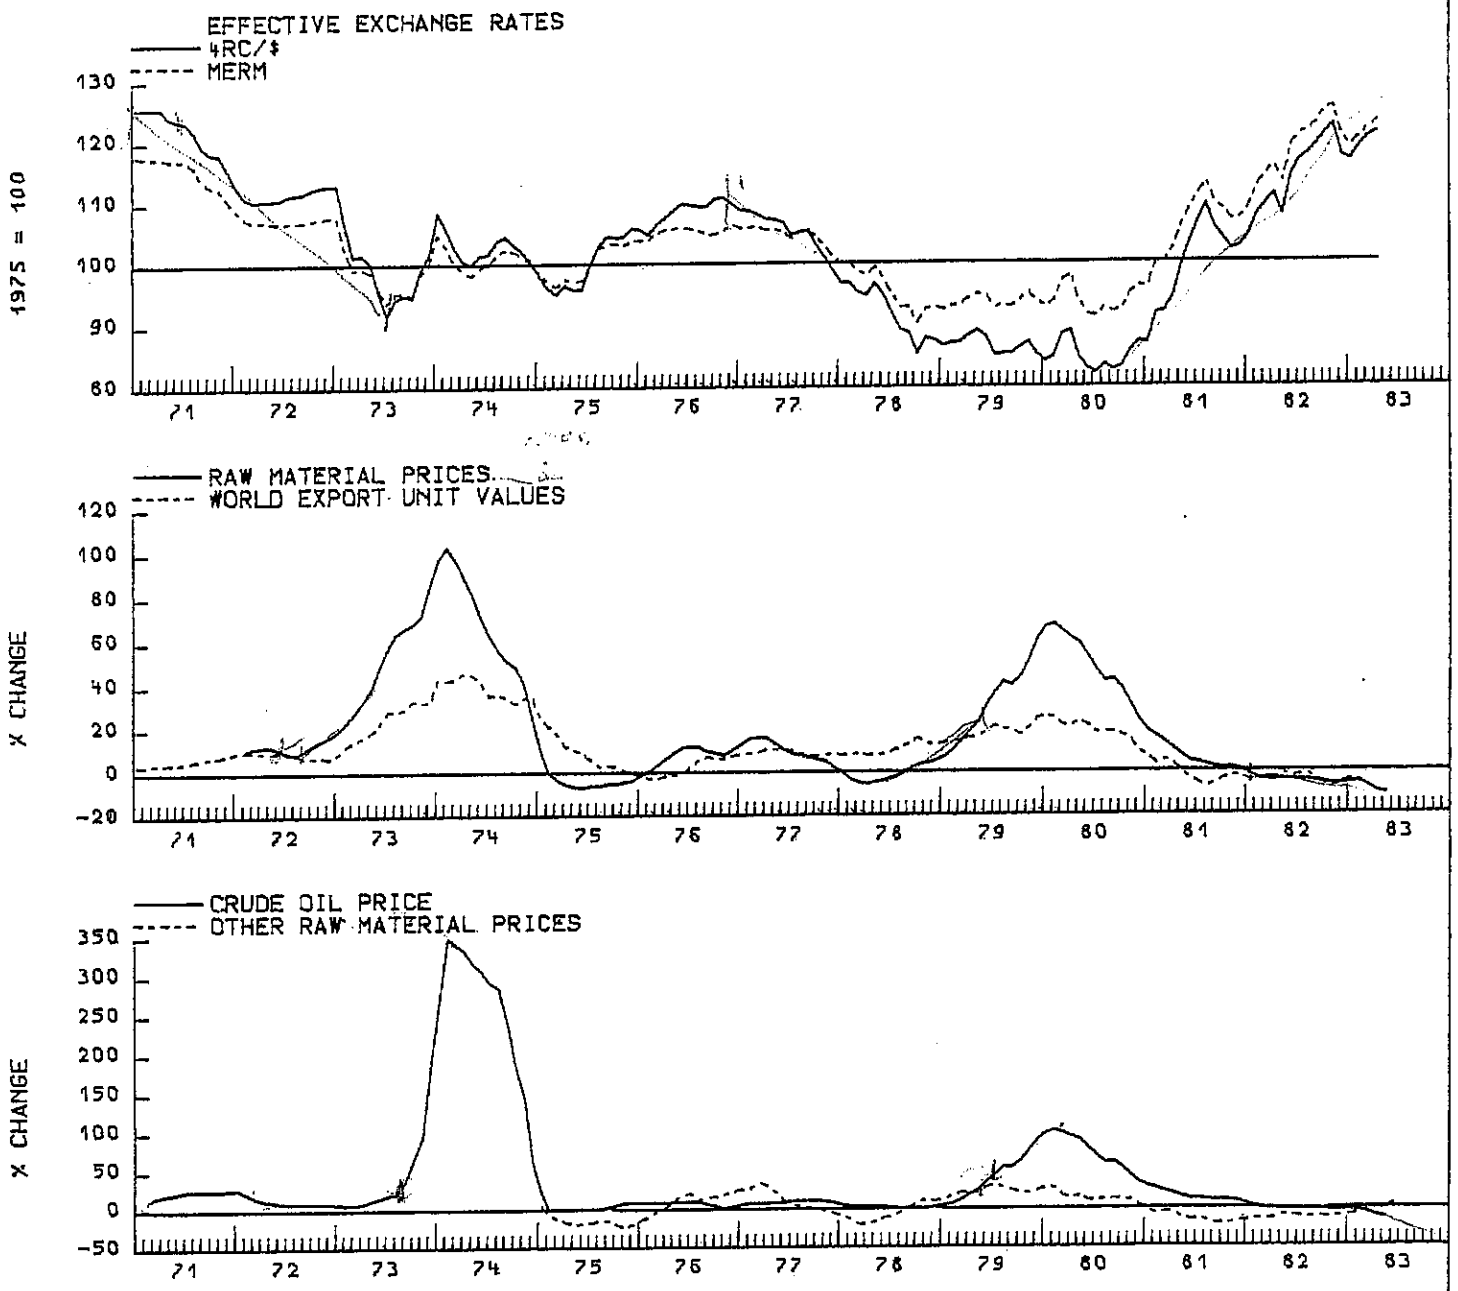 EFFECTIVE EXCHANGE RATES
4RC/$
MERM
130
120
110
100
90
80
1975 = 100
71 72 73 74 75 76 77 78 79 80 81 82 83
RAW MATERIAL PRICES
WORLD EXPORT UNIT VALUES
120
100
80
60
40
20
0
-20
% CHANGE
71 72 73 74 75 76 77 78 79 80 81 82 83
CRUDE OIL PRICE
OTHER RAW MATERIAL PRICES
350
300
250
200
150
100
50
0
-50
% CHANGE
71 72 73 74 75 76 77 78 79 80 81 82 83